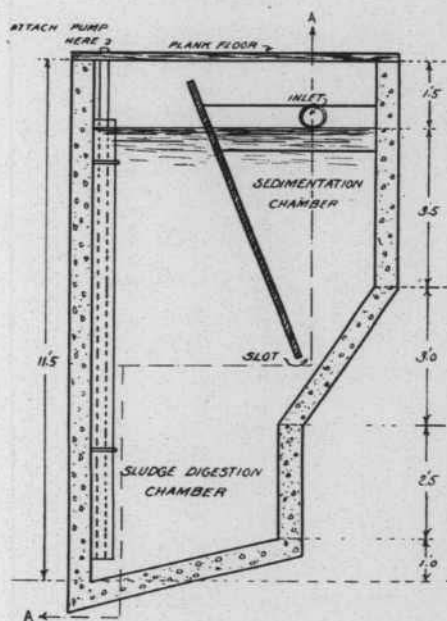 A
ATTACH PUMP
HERE
PLANK FLOOR
INLET
1'.5
SEDIMENTATION
CHAMBER
3'.5
11'.5
SLOT
3'.0
SLUDGE DIGESTION
CHAMBER
2'.5
1'.0
A